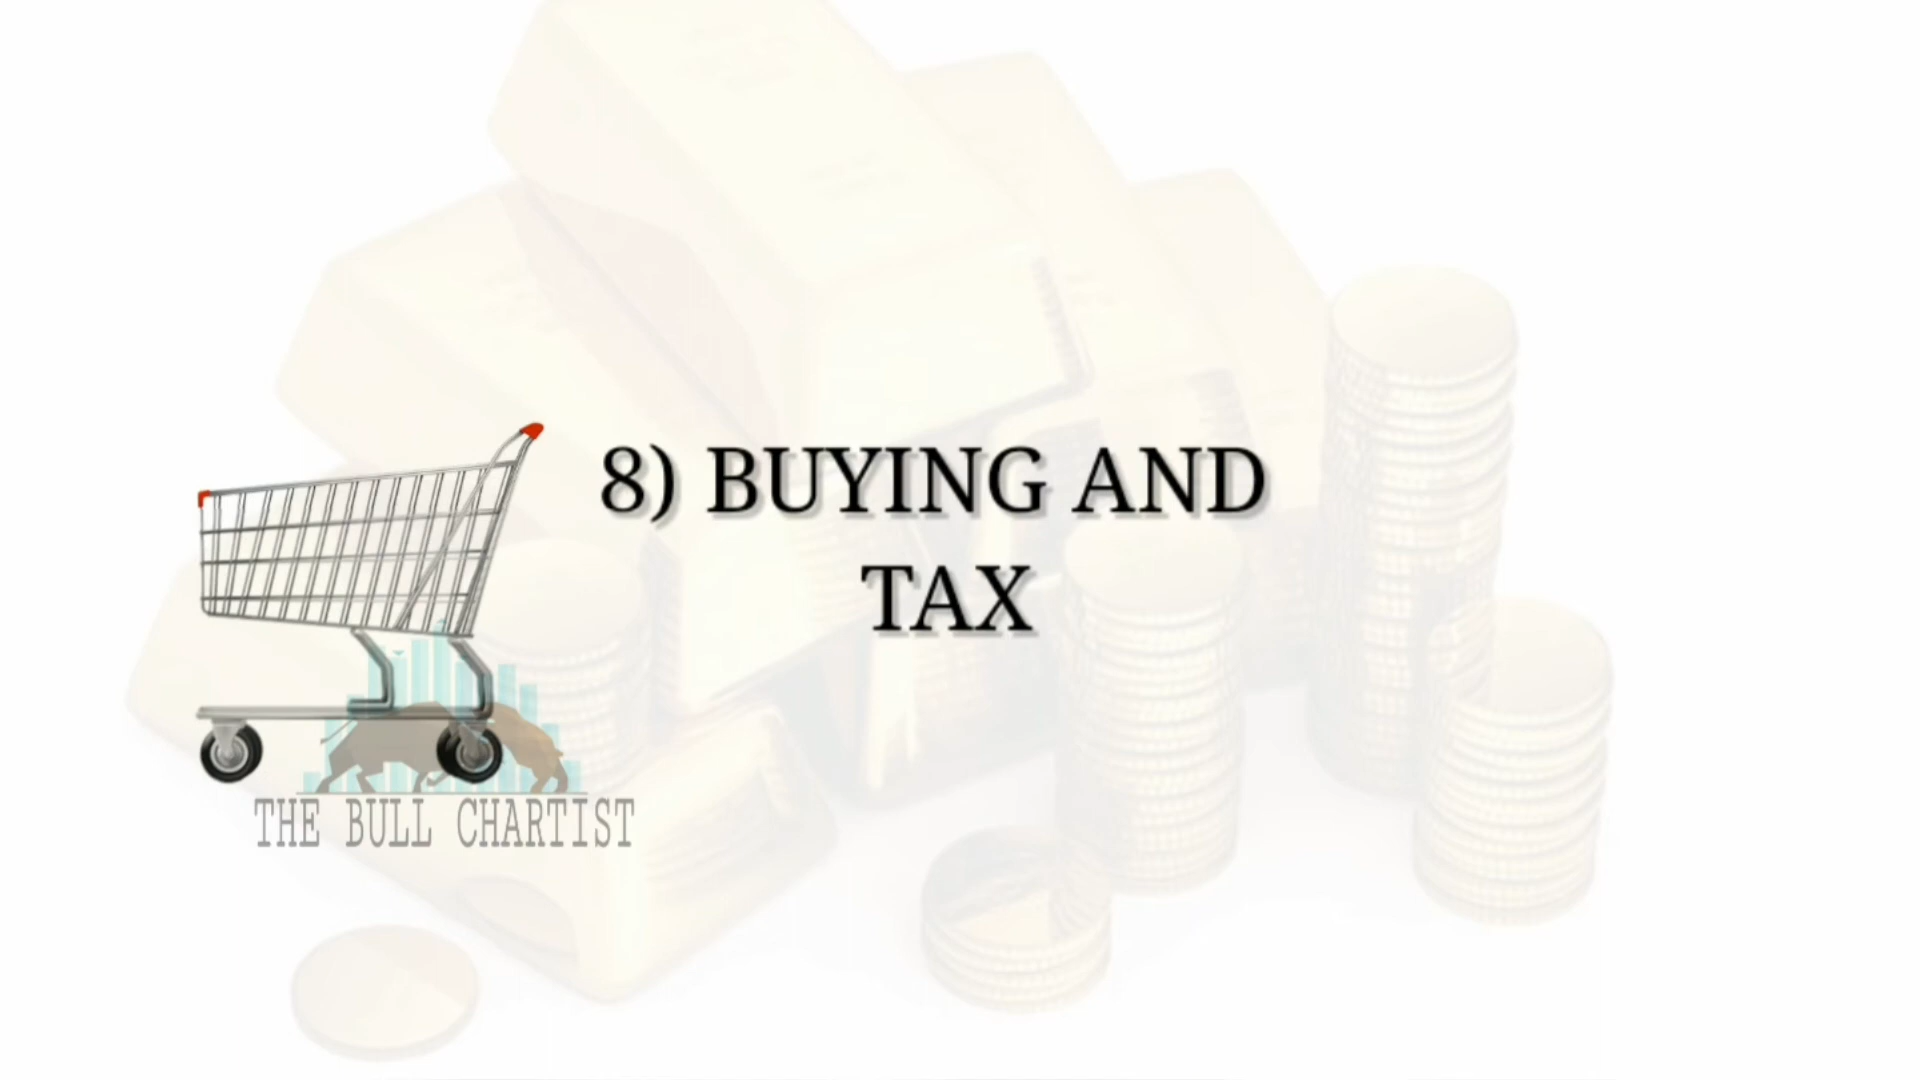 8) BUYING AND
TAX
THE BULL CHARTIST